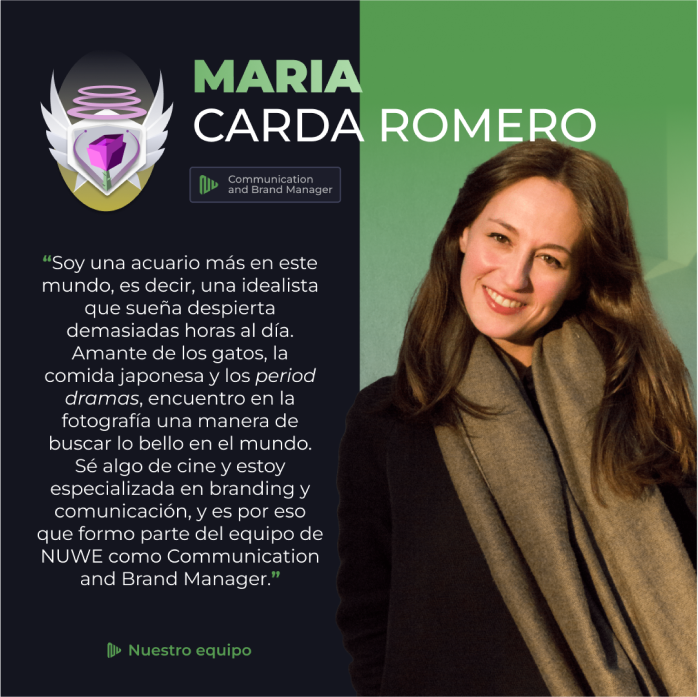 MARIA
CARDA ROMERO
Communication
and Brand Manager
“Soy una acuario más en este
mundo, es decir, una idealista
que sueña despierta
demasiadas horas al día.
Amante de los gatos, la
comida japonesa y los period
dramas, encuentro en la
fotografía una manera de
buscar lo bello en el mundo.
Sé algo de cine y estoy
especializada en branding y
comunicación, y es por eso
que formo parte del equipo de
NUWE como Communication
and Brand Manager.”
Nuestro equipo